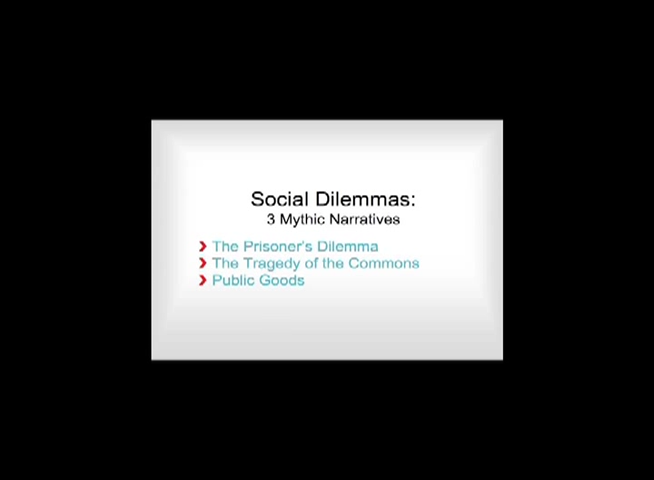 Social Dilemmas:
3 Mythic Narratives
The Prisoner's Dilemma
The Tragedy of the Commons
Public Goods